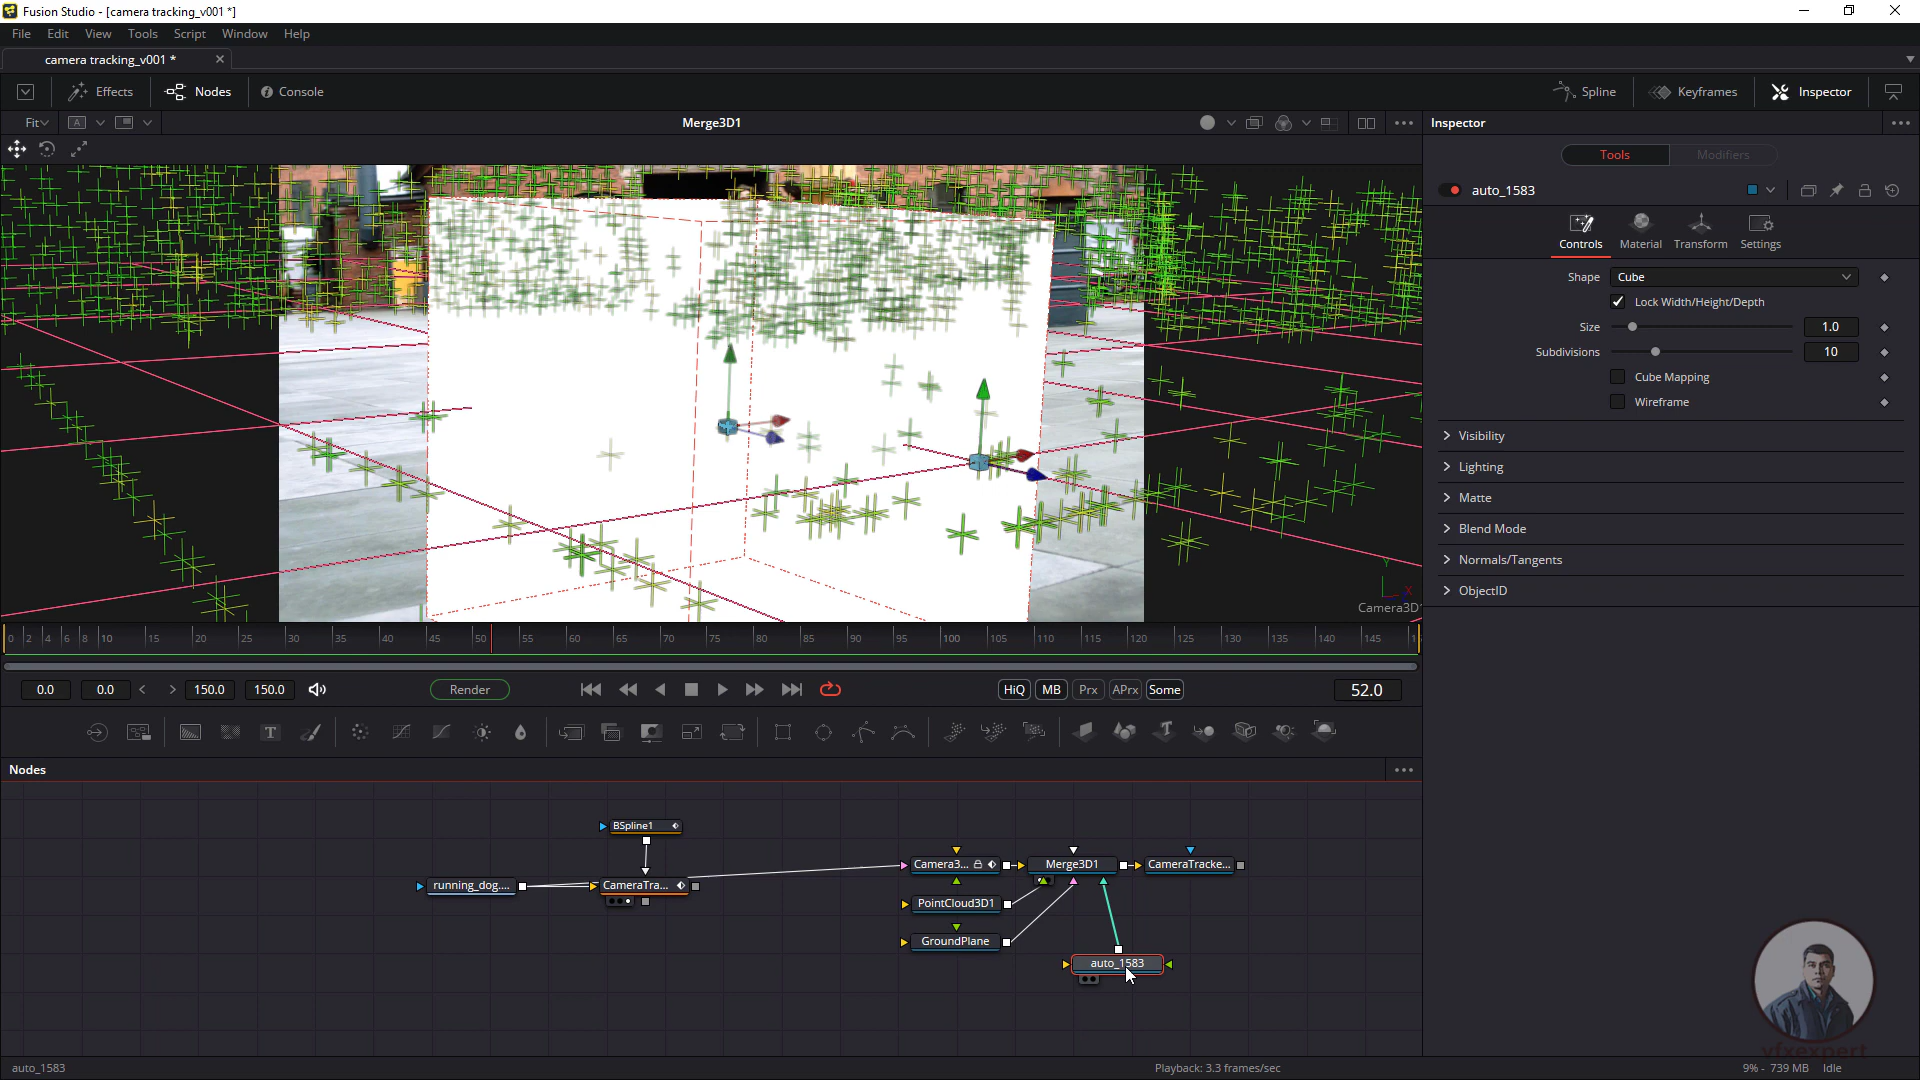 Fusion Studio - [camera tracking_v001 *]
File Edit View Tools Script Window Help
camera tracking_v001 *
Effects Nodes Console Spline Keyframes Inspector
Fit A Merge3D1 Inspector
Tools Modifiers
auto_1583
Controls Material Transform Settings
Shape Cube
Lock Width/Height/Depth
Size 1.0
Subdivisions 10
Cube Mapping
Wireframe
Visibility
Lighting
Matte
Blend Mode
Normals/Tangents
ObjectID
Y
X
Camera3D
0 2 4 6 8 10 15 20 25 30 35 40 45 50 55 60 65 70 75 80 85 90 95 100 105 110 115 120 125 130 135 140 145
0.0 0.0 150.0 150.0 Render HiQ MB Prx APrx Some 52.0
Nodes
BSpline1
Camera3... Merge3D1 CameraTracke...
running_dog.... CameraTra...
PointCloud3D1
GroundPlane
auto_1583
vfxexpert
auto_1583 Playback: 3.3 frames/sec 9% - 739 MB Idle